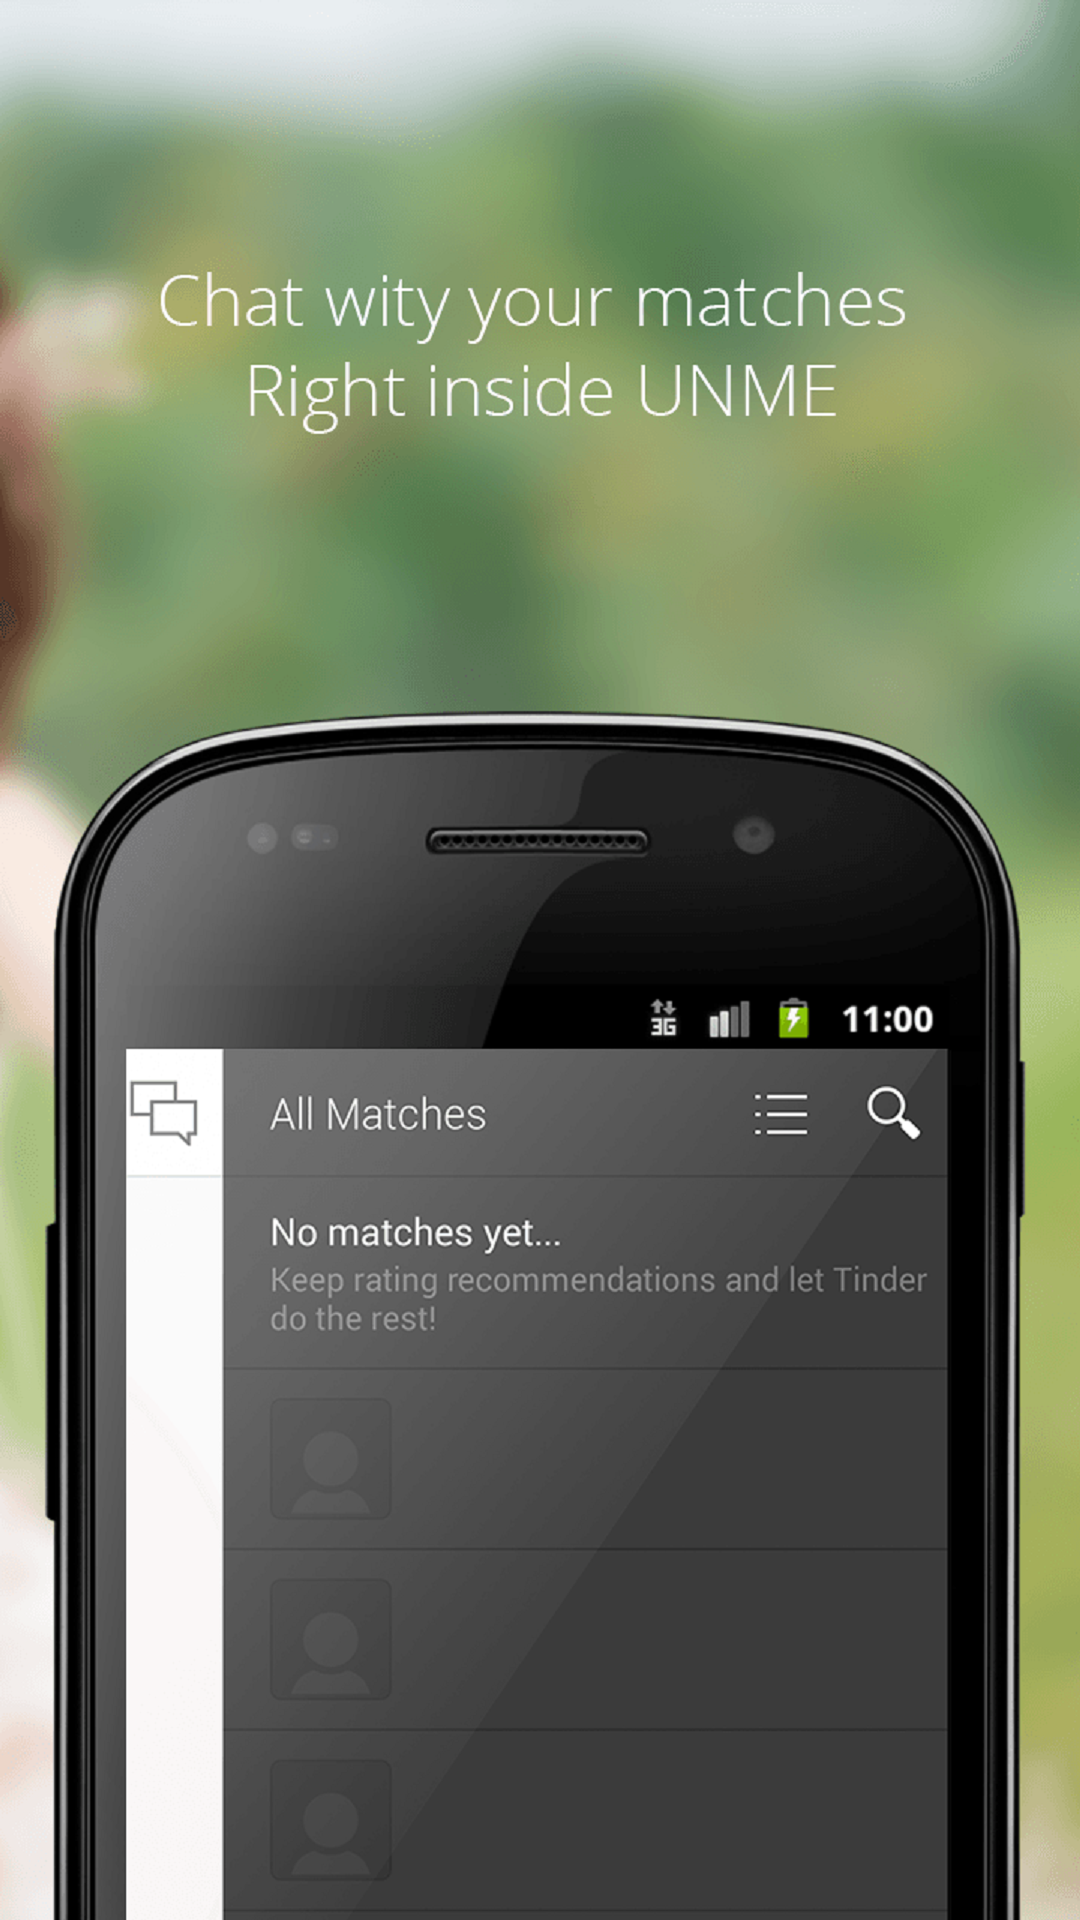 Chat wity your matches
Right inside UNME
3G
11:00
All Matches
No matches yet...
Keep rating recommendations and let Tinder
do the rest!